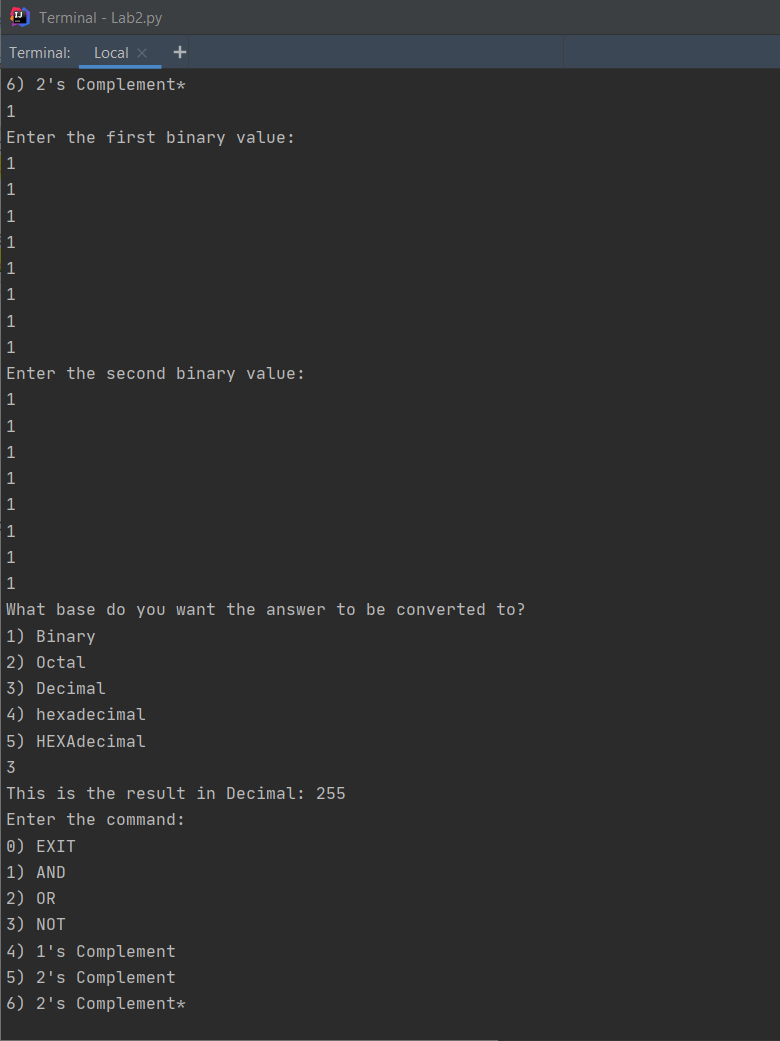 Terminal - Lab2.py
Terminal: Local × +
6) 2's Complement*
1
Enter the first binary value:
1
1
1
1
1
1
1
1
Enter the second binary value:
1
1
1
1
1
1
1
1
What base do you want the answer to be converted to?
1) Binary
2) Octal
3) Decimal
4) hexadecimal
5) HEXAdecimal
3
This is the result in Decimal: 255
Enter the command:
0) EXIT
1) AND
2) OR
3) NOT
4) 1's Complement
5) 2's Complement
6) 2's Complement*